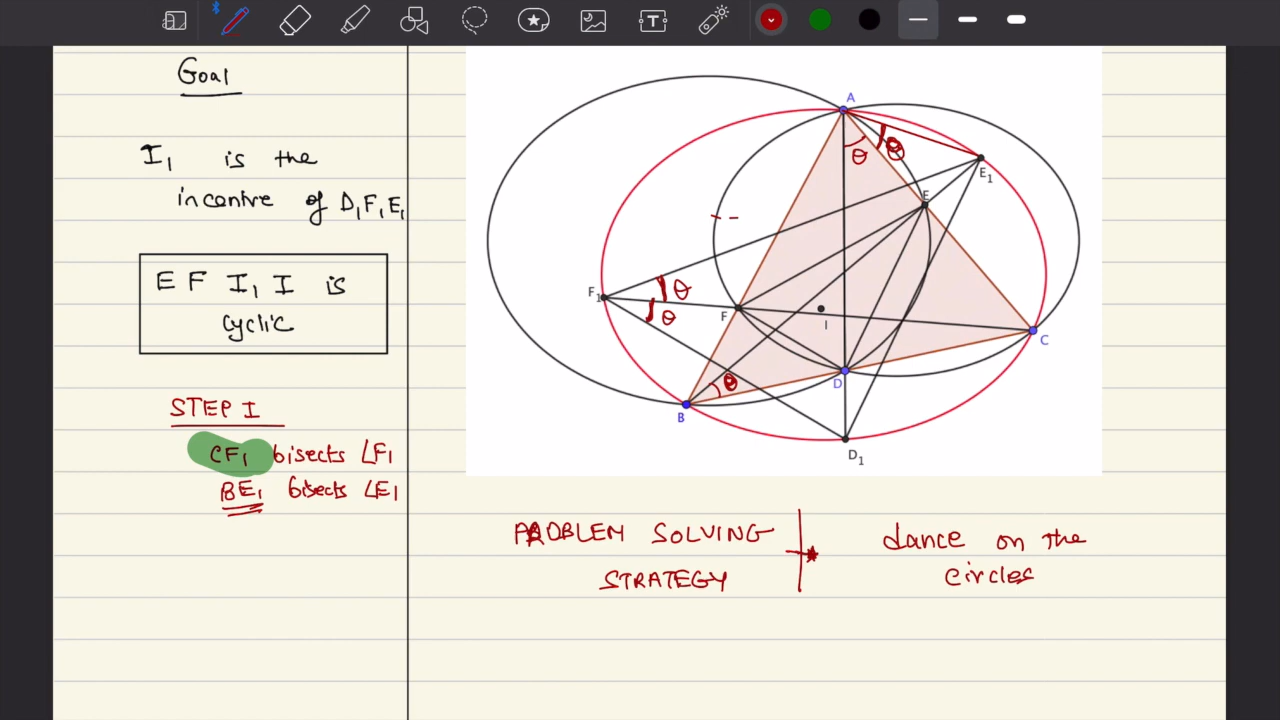 Goal
I₁ is the
incentre of D₁F₁E₁
E F I₁ I is
cyclic
STEP I
CF₁ bisects ∠F₁
BE₁ bisects ∠E₁
A
θ
θ
E₁
E
F₁
θ
θ
F
I
C
θ
D
B
D₁
PROBLEM SOLVING
STRATEGY
dance on the
circles